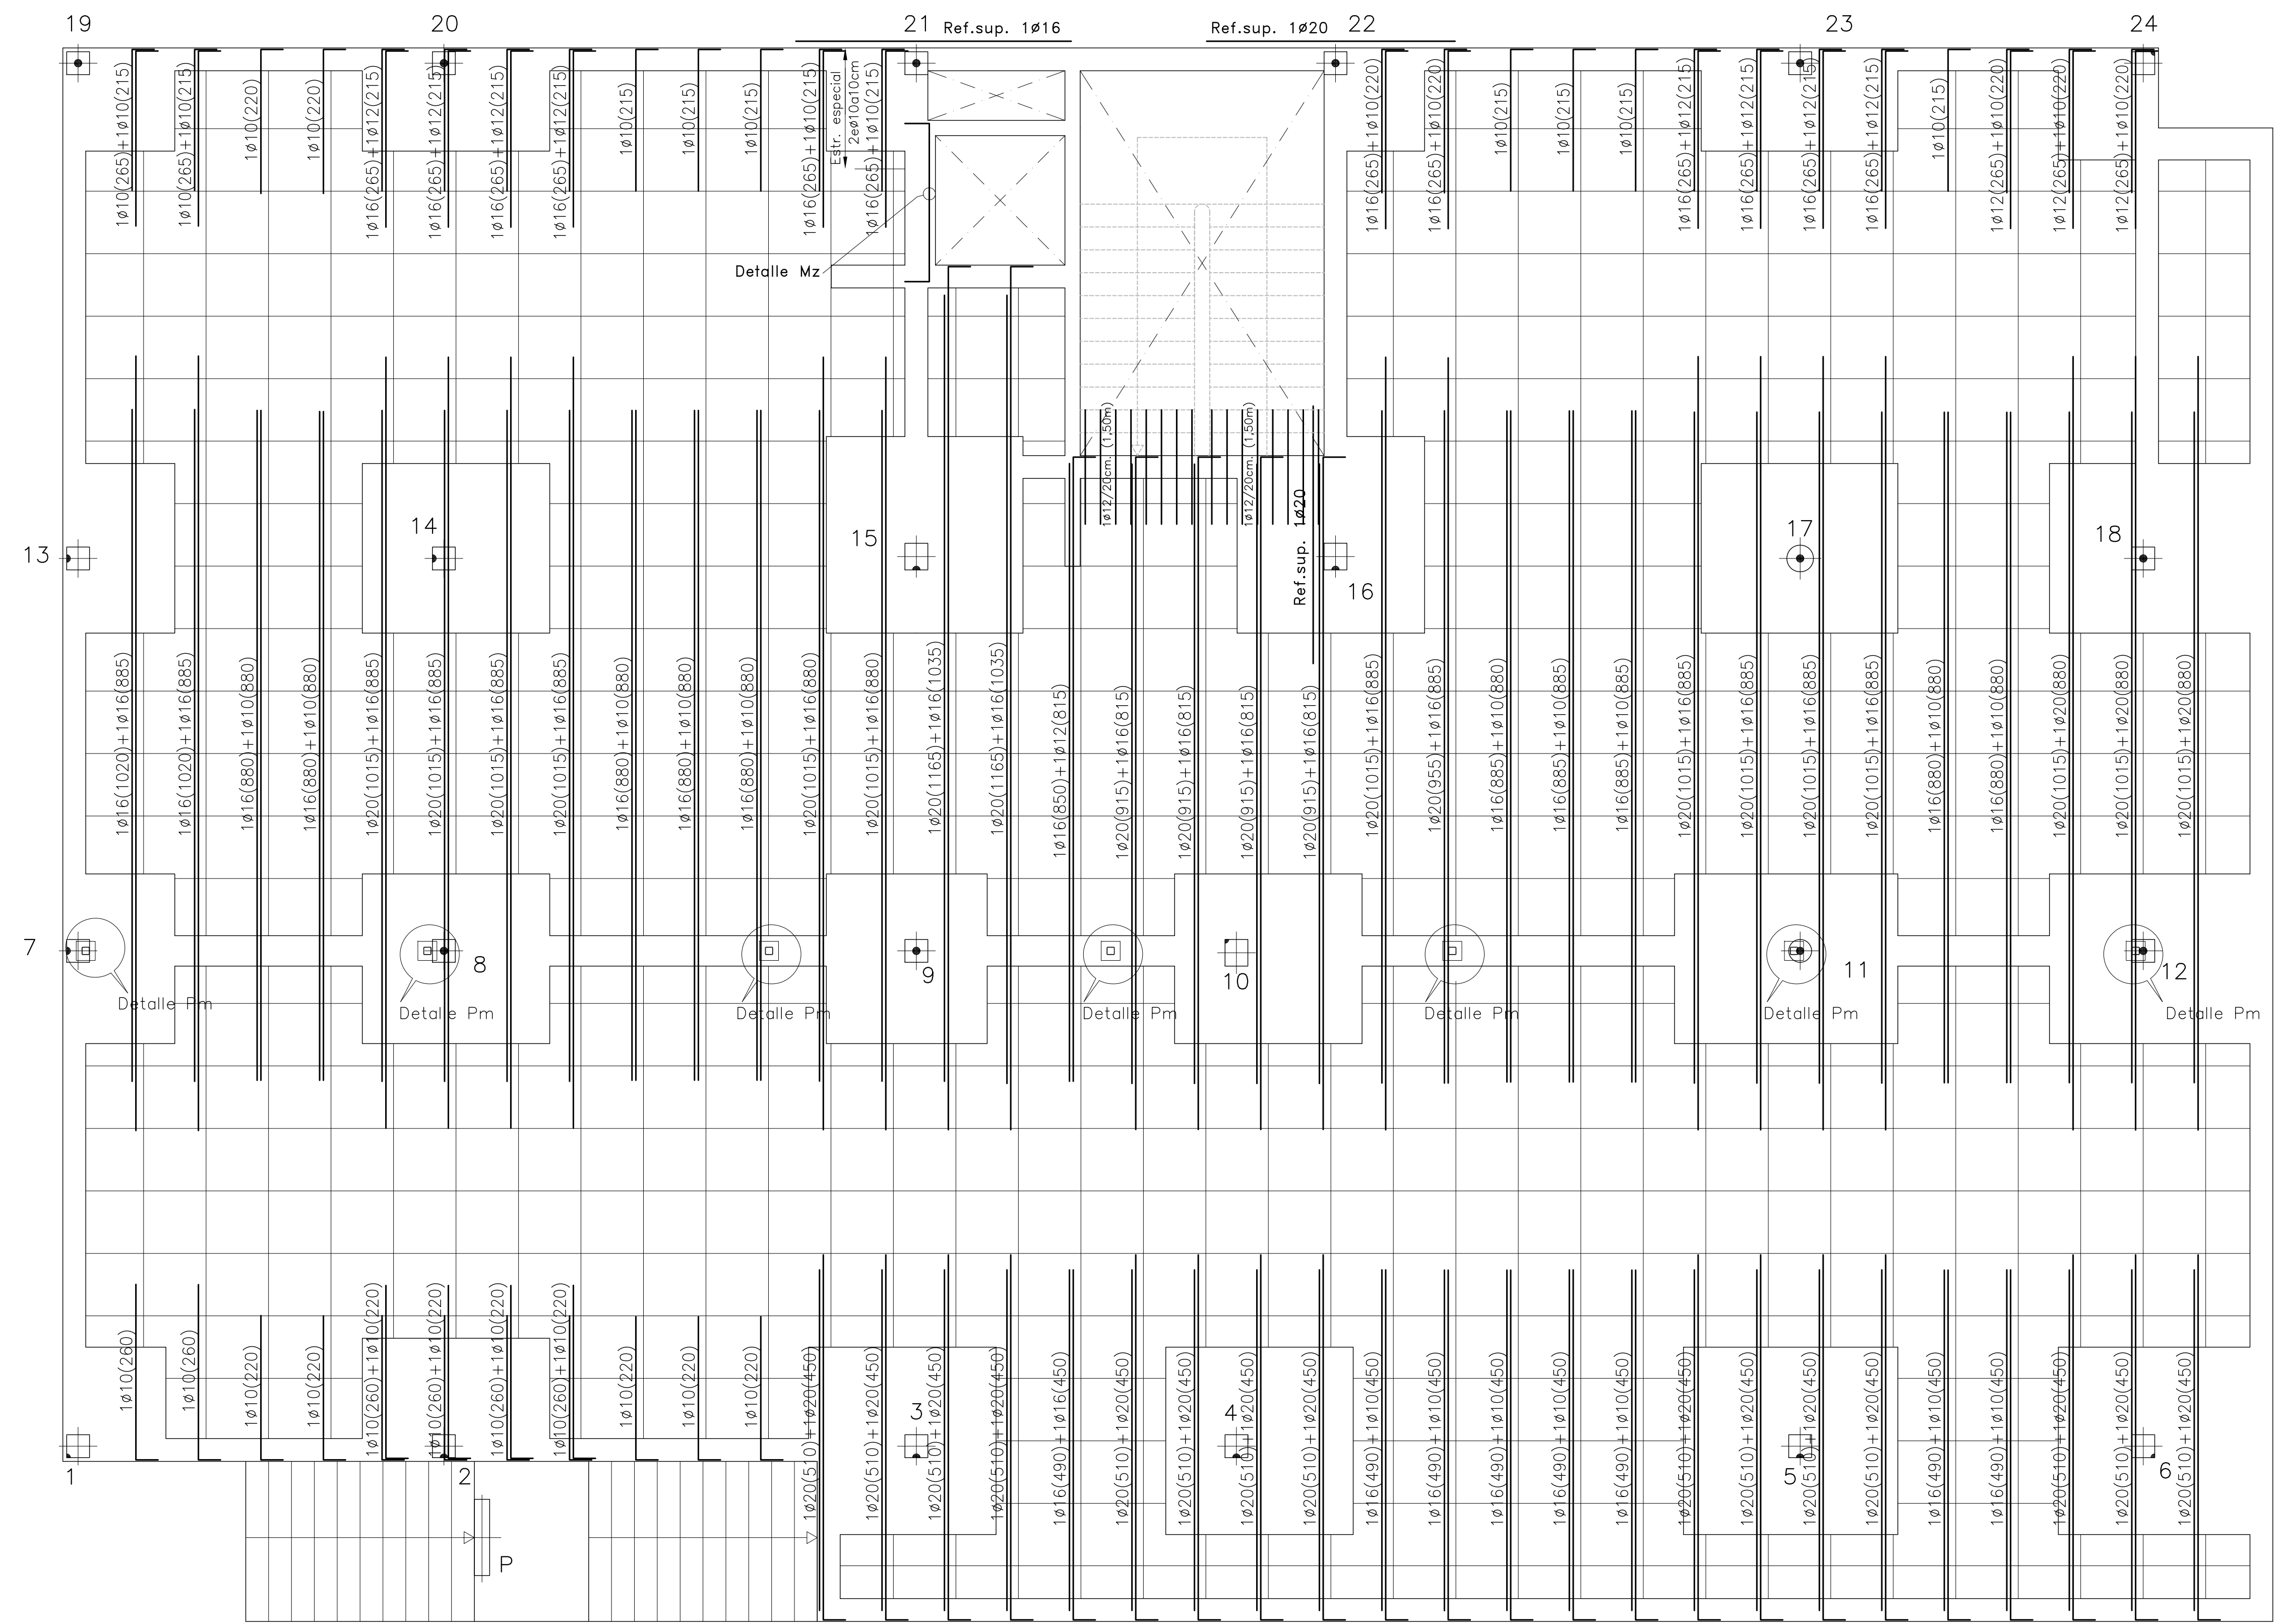 19
20
21
Ref.sup. 1ø16
Ref.sup. 1ø20
22
23
24
1ø10(265)+1ø10(215)
1ø10(265)+1ø10(215)
1ø10(220)
1ø10(220)
1ø16(265)+1ø12(215)
1ø16(265)+1ø12(215)
1ø16(265)+1ø12(215)
1ø16(265)+1ø12(215)
1ø10(215)
1ø10(215)
1ø10(215)
1ø16(265)+1ø10(215)
Estr. especial
2eø10a10cm
1ø16(265)+1ø10(215)
1ø16(265)+1ø10(220)
1ø16(265)+1ø10(220)
1ø10(215)
1ø10(215)
1ø10(215)
1ø16(265)+1ø12(215)
1ø16(265)+1ø12(215)
1ø16(265)+1ø12(215)
1ø16(265)+1ø12(215)
1ø10(215)
1ø12(265)+1ø10(220)
1ø12(265)+1ø10(220)
1ø12(265)+1ø10(220)
Detalle Mz
1ø12/20cm. (1,50m)
1ø12/20cm. (1,50m)
Ref.sup. 1ø20
13
14
15
16
17
18
1ø16(1020)+1ø16(885)
1ø16(1020)+1ø16(885)
1ø16(880)+1ø10(880)
1ø16(880)+1ø10(880)
1ø20(1015)+1ø16(885)
1ø20(1015)+1ø16(885)
1ø20(1015)+1ø16(885)
1ø20(1015)+1ø16(885)
1ø16(880)+1ø10(880)
1ø16(880)+1ø10(880)
1ø16(880)+1ø10(880)
1ø20(1015)+1ø16(880)
1ø20(1015)+1ø16(880)
1ø20(1165)+1ø16(1035)
1ø20(1165)+1ø16(1035)
1ø16(850)+1ø12(815)
1ø20(915)+1ø16(815)
1ø20(915)+1ø16(815)
1ø20(915)+1ø16(815)
1ø20(915)+1ø16(815)
1ø20(1015)+1ø16(885)
1ø20(955)+1ø16(885)
1ø16(885)+1ø10(880)
1ø16(885)+1ø10(885)
1ø16(885)+1ø10(885)
1ø20(1015)+1ø16(885)
1ø20(1015)+1ø16(885)
1ø20(1015)+1ø16(885)
1ø20(1015)+1ø16(885)
1ø16(880)+1ø10(880)
1ø16(880)+1ø10(880)
1ø20(1015)+1ø20(880)
1ø20(1015)+1ø20(880)
1ø20(1015)+1ø20(880)
7
8
9
10
11
12
Detalle Pm
Detalle Pm
Detalle Pm
Detalle Pm
Detalle Pm
Detalle Pm
Detalle Pm
1ø10(260)
1ø10(260)
1ø10(220)
1ø10(220)
1ø10(260)+1ø10(220)
1ø10(260)+1ø10(220)
1ø10(260)+1ø10(220)
1ø10(260)+1ø10(220)
1ø10(220)
1ø10(220)
1ø10(220)
1ø20(510)+1ø20(450)
1ø20(510)+1ø20(450)
1ø20(510)+1ø20(450)
1ø20(510)+1ø20(450)
1ø16(490)+1ø16(450)
1ø20(510)+1ø20(450)
1ø20(510)+1ø20(450)
1ø20(510)+1ø20(450)
1ø20(510)+1ø20(450)
1ø16(490)+1ø10(450)
1ø16(490)+1ø10(450)
1ø16(490)+1ø10(450)
1ø16(490)+1ø10(450)
1ø16(490)+1ø10(450)
1ø20(510)+1ø20(450)
1ø20(510)+1ø20(450)
1ø20(510)+1ø20(450)
1ø20(510)+1ø20(450)
1ø16(490)+1ø10(450)
1ø16(490)+1ø10(450)
1ø20(510)+1ø20(450)
1ø20(510)+1ø20(450)
1ø20(510)+1ø20(450)
1
2
3
4
5
6
P